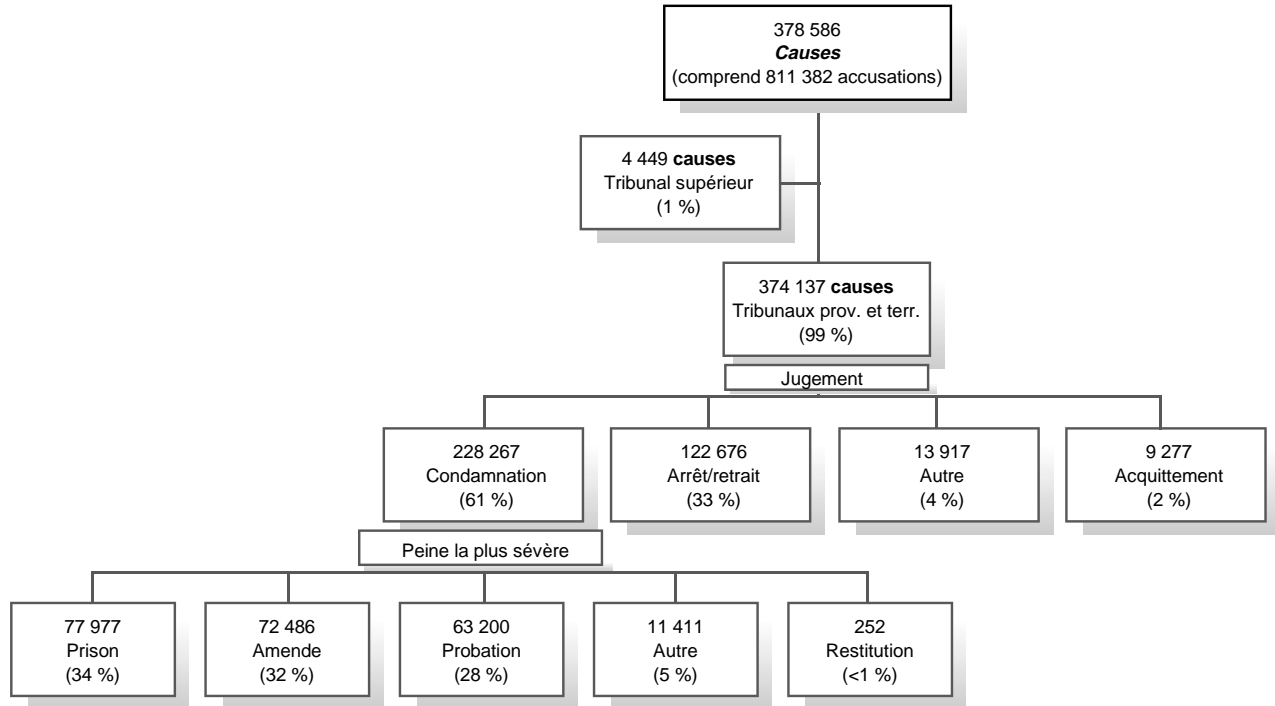 378 586
Causes
(comprend 811 382 accusations)
4 449 causes
Tribunal supérieur
(1 %)
374 137 causes
Tribunaux prov. et terr.
(99 %)
Jugement
228 267
Condamnation
(61 %)
122 676
Arrêt/retrait
(33 %)
13 917
Autre
(4 %)
9 277
Acquittement
(2 %)
Peine la plus sévère
77 977
Prison
(34 %)
72 486
Amende
(32 %)
63 200
Probation
(28 %)
11 411
Autre
(5 %)
252
Restitution
(<1 %)